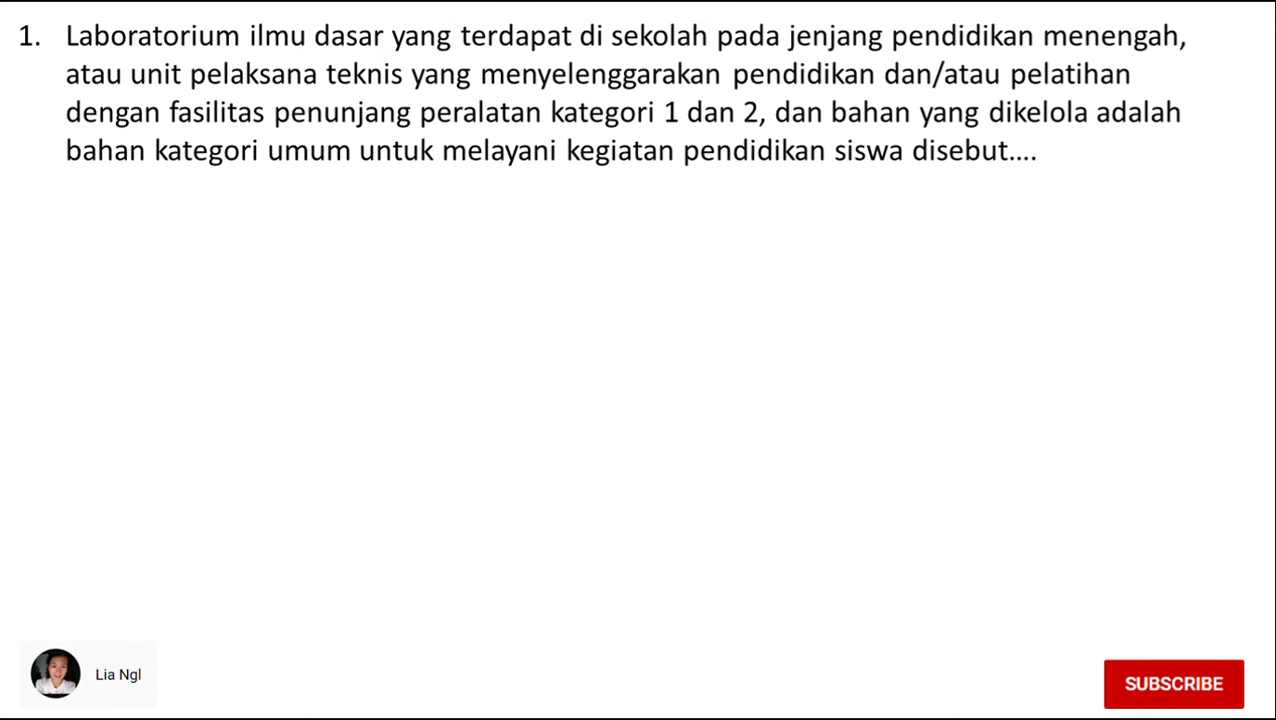 1. Laboratorium ilmu dasar yang terdapat di sekolah pada jenjang pendidikan menengah,
atau unit pelaksana teknis yang menyelenggarakan pendidikan dan/atau pelatihan
dengan fasilitas penunjang peralatan kategori 1 dan 2, dan bahan yang dikelola adalah
bahan kategori umum untuk melayani kegiatan pendidikan siswa disebut....
Lia Ngl
SUBSCRIBE